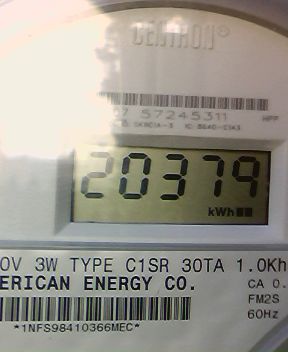 CENTRON®
57245311
20379
kWh
0V 3W TYPE C1SR 30TA 1.0Kh
ERICAN ENERGY CO.
CA 0.
FM2S
60Hz
*1NFS98410366MEC*